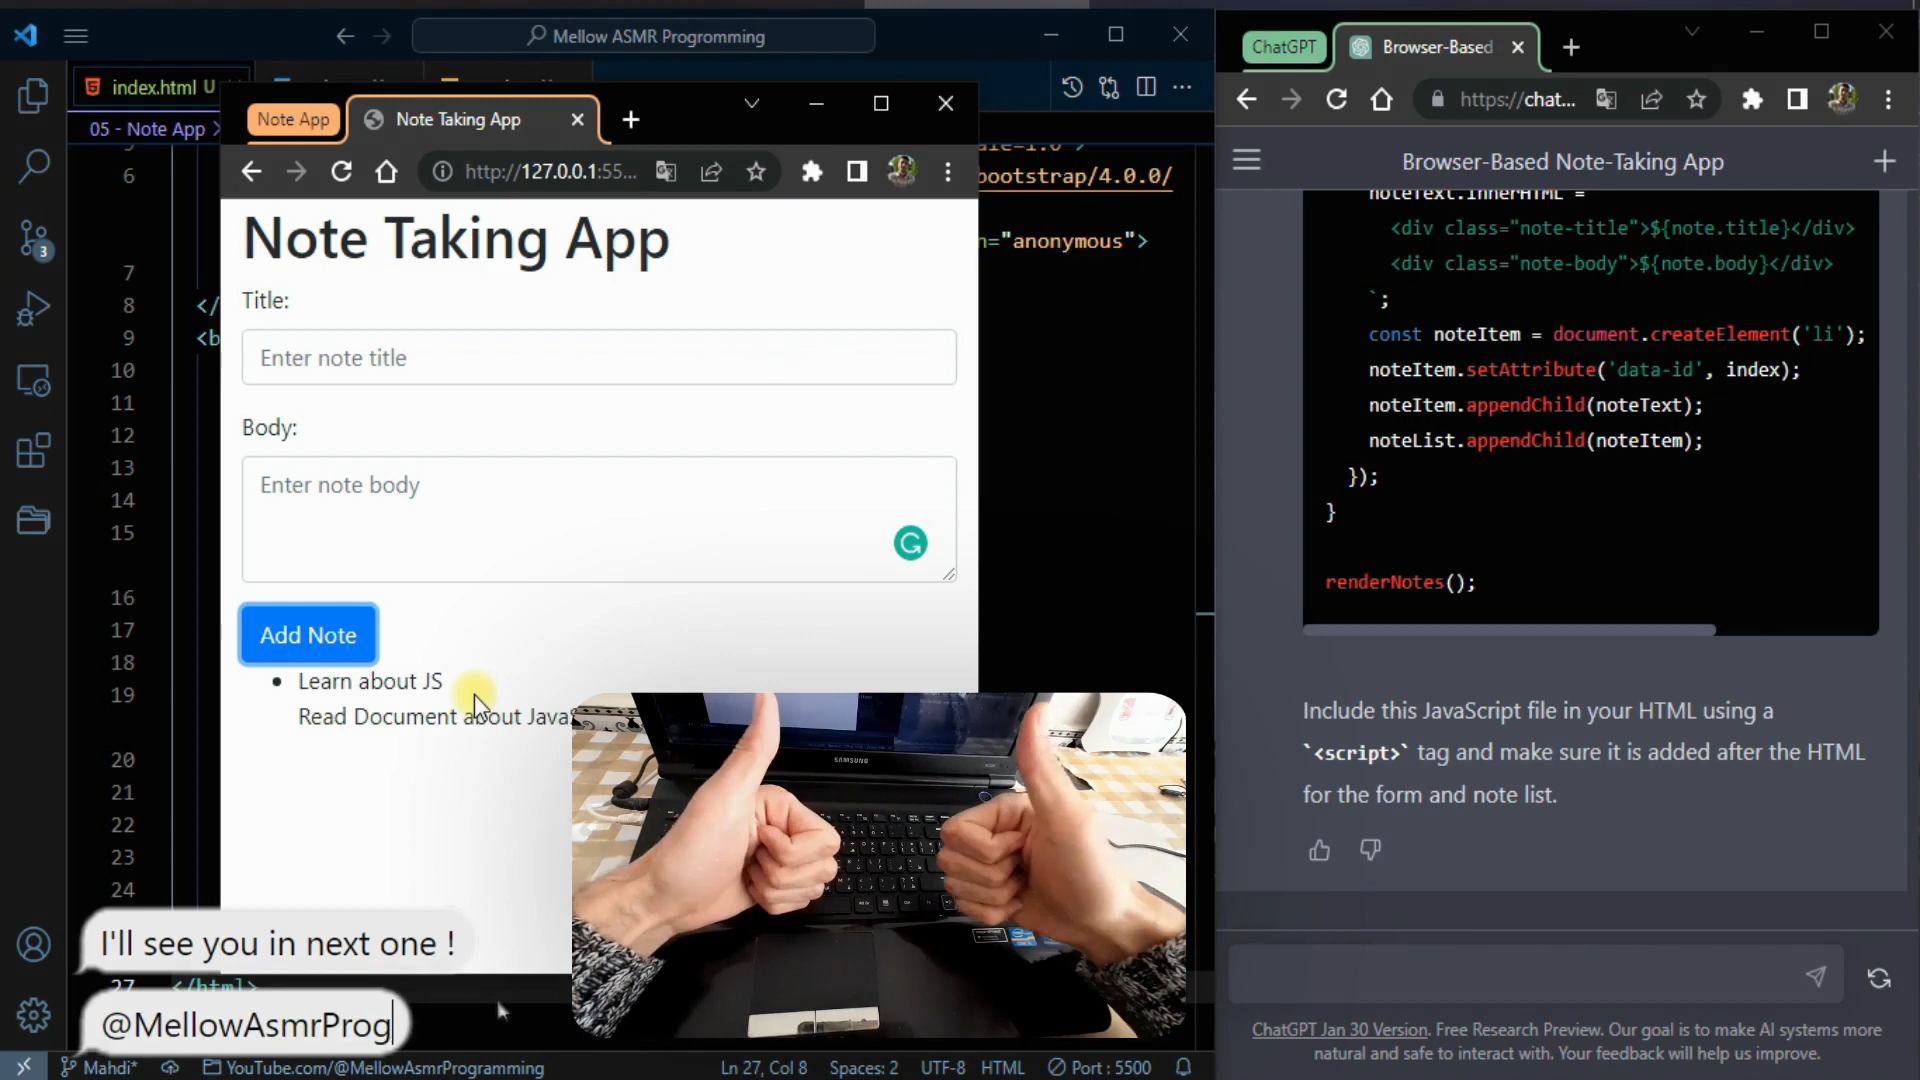 Mellow ASMR Progromming
index.html U
05 - Note App >
6
7
8 </
9 <b
10
11
12
13
14
15
16
17
18
19
20
21
22
23
24
27 </html>
bootstrap/4.0.0/
n="anonymous">
Note App
Note Taking App
http://127.0.0.1:55...
Note Taking App
Title:
Enter note title
Body:
Enter note body
Add Note
Learn about JS
Read Document about JavaS
SAMSUNG
I'll see you in next one !
@MellowAsmrProg
3
Mahdi*
YouTube.com/@MellowAsmrProgramming
Ln 27, Col 8
Spaces: 2
UTF-8
HTML
Port : 5500
ChatGPT
Browser-Based
https://chat...
Browser-Based Note-Taking App
noteText.innerHTML =
<div class="note-title">${note.title}</div>
<div class="note-body">${note.body}</div>
`;
const noteItem = document.createElement('li');
noteItem.setAttribute('data-id', index);
noteItem.appendChild(noteText);
noteList.appendChild(noteItem);
});
}
renderNotes();
Include this JavaScript file in your HTML using a
`<script>` tag and make sure it is added after the HTML
for the form and note list.
ChatGPT Jan 30 Version. Free Research Preview. Our goal is to make AI systems more
natural and safe to interact with. Your feedback will help us improve.